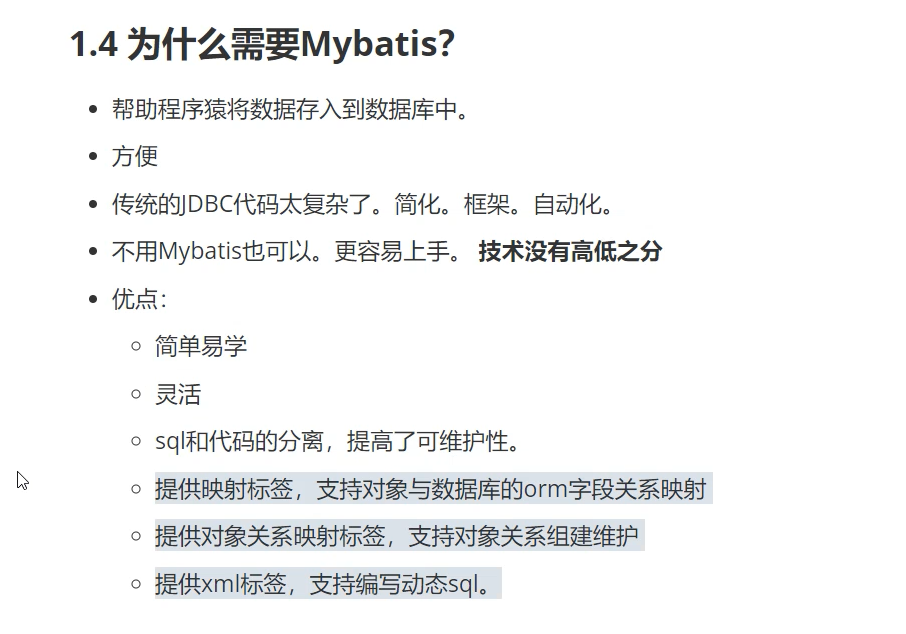 1.4 为什么需要Mybatis?
帮助程序猿将数据存入到数据库中。
方便
传统的JDBC代码太复杂了。简化。框架。自动化。
不用Mybatis也可以。更容易上手。 技术没有高低之分
优点：
简单易学
灵活
sql和代码的分离，提高了可维护性。
提供映射标签，支持对象与数据库的orm字段关系映射
提供对象关系映射标签，支持对象关系组建维护
提供xml标签，支持编写动态sql。